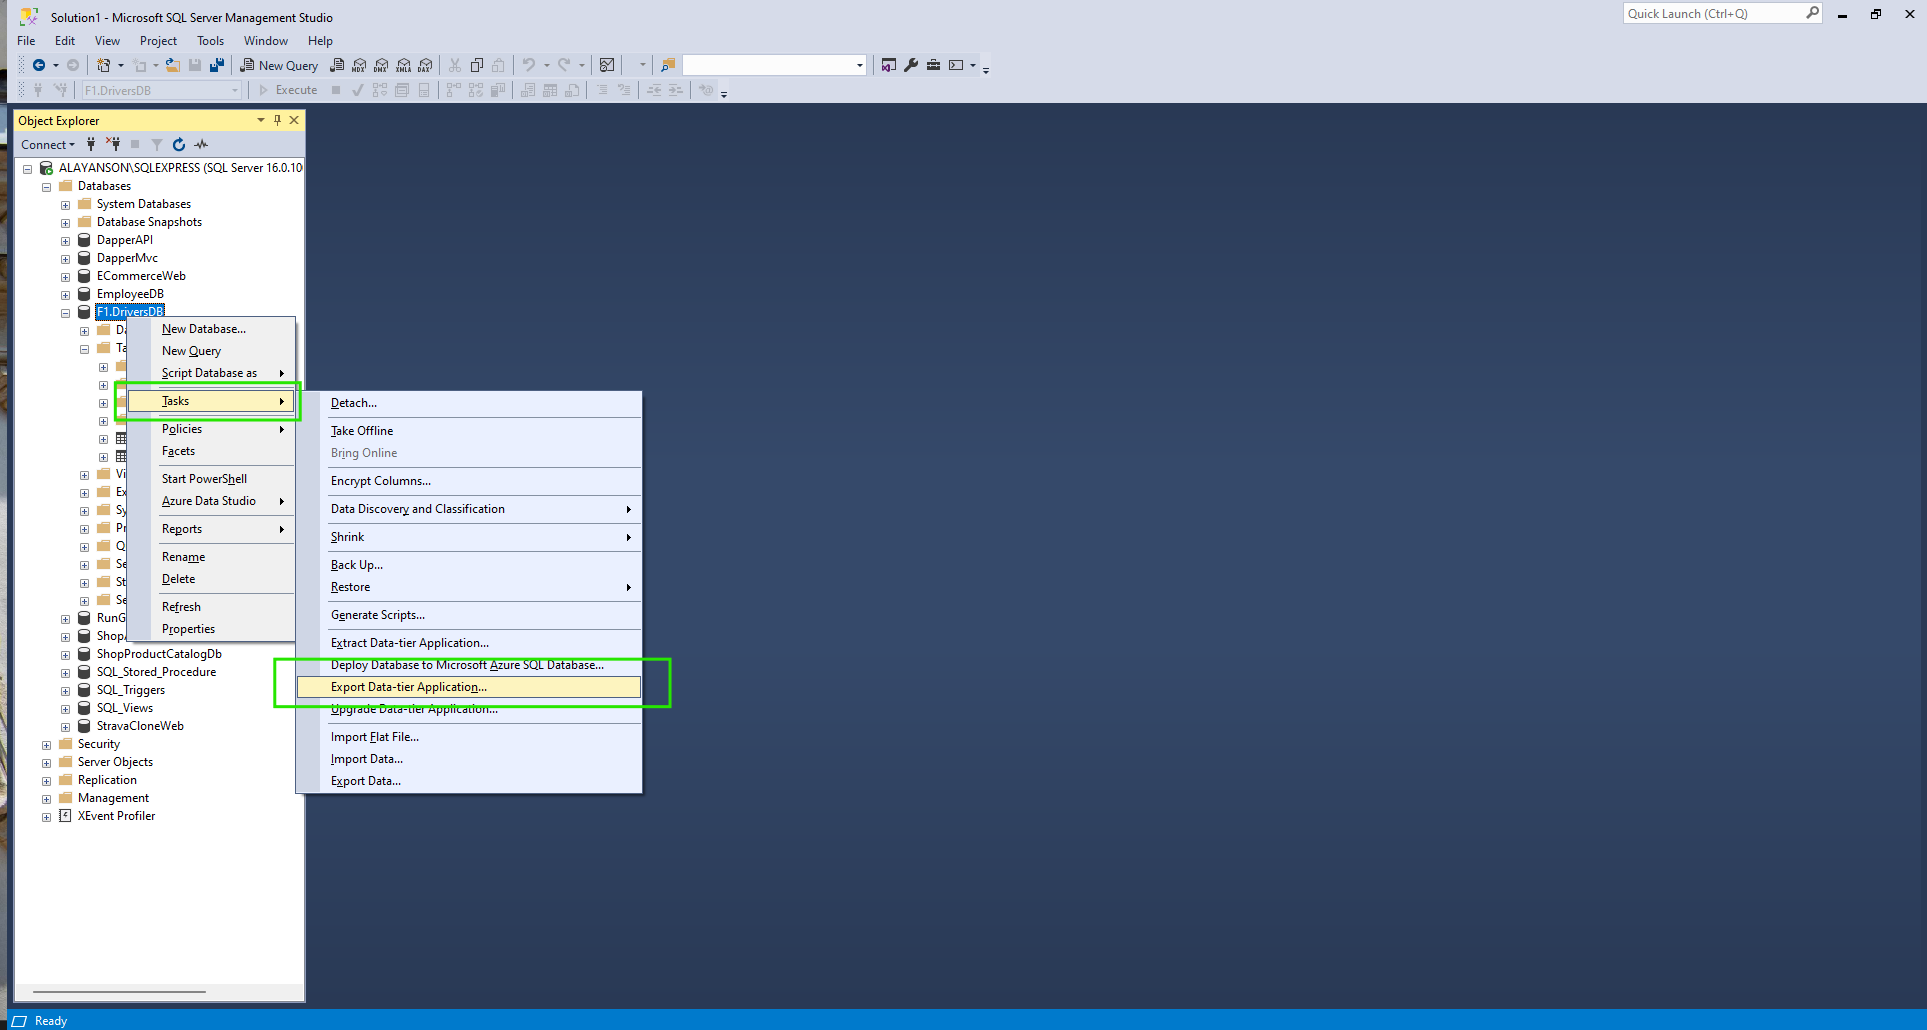 Solution1 - Microsoft SQL Server Management Studio
Quick Launch (Ctrl+Q)
File Edit View Project Tools Window Help
New Query MDX DMX XMLA DAX
F1.DriversDB Execute
Object Explorer
Connect
ALAYANSON\SQLEXPRESS (SQL Server 16.0.10
Databases
System Databases
Database Snapshots
DapperAPI
DapperMvc
ECommerceWeb
EmployeeDB
F1.DriversDB
Da
Ta
Vi
Ex
Sy
Pr
Q
Se
St
Se
RunG
Shop
ShopProductCatalogDb
SQL_Stored_Procedure
SQL_Triggers
SQL_Views
StravaCloneWeb
Security
Server Objects
Replication
Management
XEvent Profiler
New Database...
New Query
Script Database as
Tasks
Policies
Facets
Start PowerShell
Azure Data Studio
Reports
Rename
Delete
Refresh
Properties
Detach...
Take Offline
Bring Online
Encrypt Columns...
Data Discovery and Classification
Shrink
Back Up...
Restore
Generate Scripts...
Extract Data-tier Application...
Deploy Database to Microsoft Azure SQL Database...
Export Data-tier Application...
Upgrade Data-tier Application...
Import Flat File...
Import Data...
Export Data...
Ready